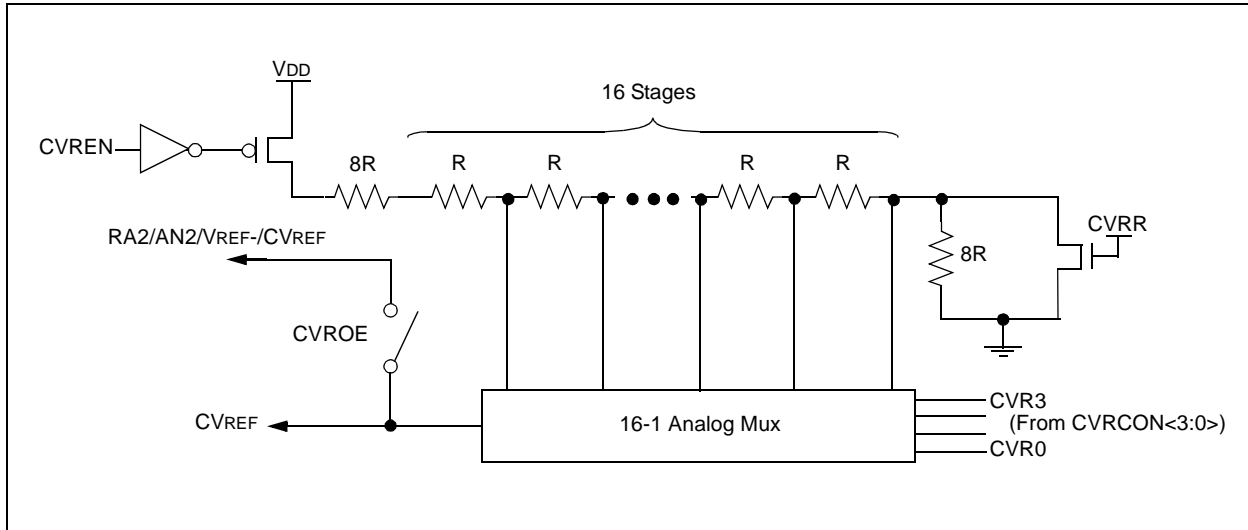 VDD
16 Stages
CVREN
8R
R
R
R
R
CVRR
RA2/AN2/VREF-/CVREF
8R
CVROE
CVR3
CVREF
16-1 Analog Mux
(From CVRCON<3:0>)
CVR0